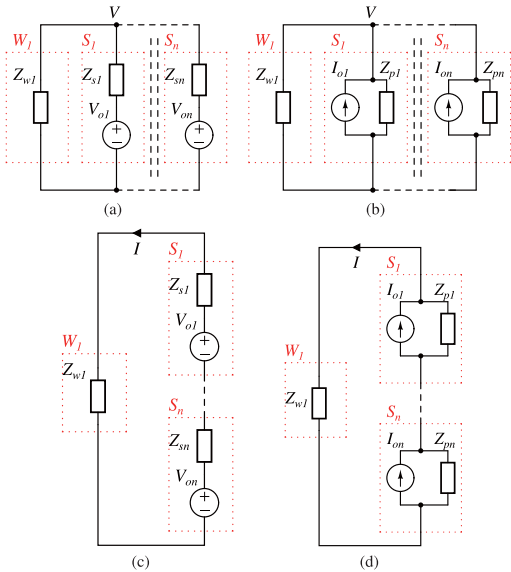 V V
W1 S1 Sn W1 S1 Sn
Zw1 Zs1 Zsn Zw1 Io1 Zp1 Ion Zpn
Vo1 Von
+ − + −
(a) (b)
I I
S1 S1
Zs1 Io1 Zp1
Vo1
+ −
W1 W1
Zw1 Zw1
Sn Sn
Zsn Ion Zpn
Von
+ −
(c) (d)